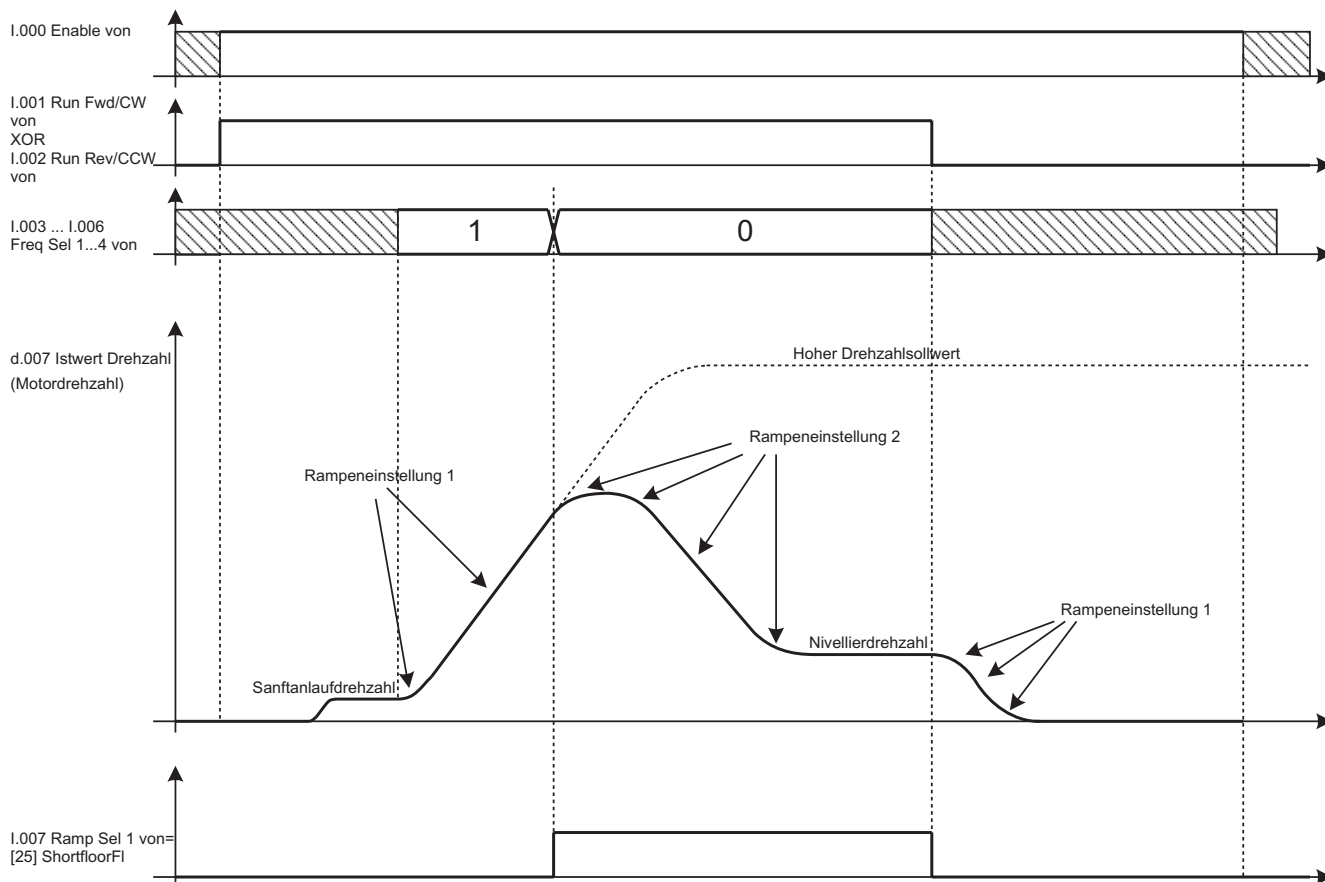 I.000 Enable von
I.001 Run Fwd/CW
von
XOR
I.002 Run Rev/CCW
von
I.003 ... I.006
Freq Sel 1...4 von
1
0
d.007 Istwert Drehzahl
(Motordrehzahl)
Hoher Drehzahlsollwert
Rampeneinstellung 2
Rampeneinstellung 1
Rampeneinstellung 1
Nivellierdrehzahl
Sanftanlaufdrehzahl
I.007 Ramp Sel 1 von=
[25] ShortfloorFl